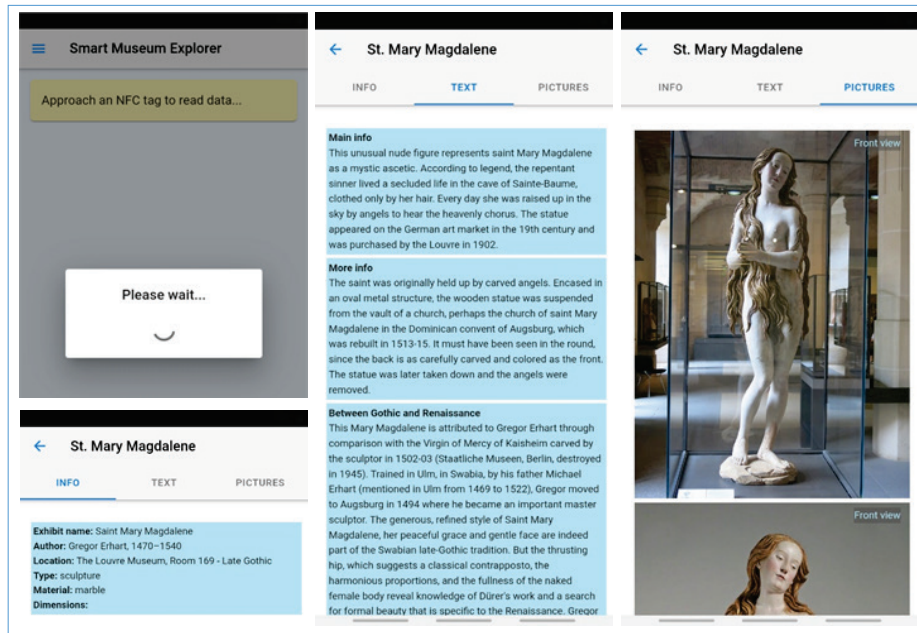 Smart Museum Explorer
Approach an NFC tag to read data...
Please wait...
St. Mary Magdalene
INFO TEXT PICTURES
Exhibit name: Saint Mary Magdalene
Author: Gregor Erhart, 1470–1540
Location: The Louvre Museum, Room 169 - Late Gothic
Type: sculpture
Material: marble
Dimensions:
St. Mary Magdalene
INFO TEXT PICTURES
Main info
This unusual nude figure represents saint Mary Magdalene
as a mystic ascetic. According to legend, the repentant
sinner lived a secluded life in the cave of Sainte-Baume,
clothed only by her hair. Every day she was raised up in the
sky by angels to hear the heavenly chorus. The statue
appeared on the German art market in the 19th century and
was purchased by the Louvre in 1902.
More info
The saint was originally held up by carved angels. Encased in
an oval metal structure, the wooden statue was suspended
from the vault of a church, perhaps the church of saint Mary
Magdalene in the Dominican convent of Augsburg, which
was rebuilt in 1513-15. It must have been seen in the round,
since the back is as carefully carved and colored as the front.
The statue was later taken down and the angels were
removed.
Between Gothic and Renaissance
This Mary Magdalene is attributed to Gregor Erhart through
comparison with the Virgin of Mercy of Kaisheim carved by
the sculptor in 1502-03 (Staatliche Museen, Berlin, destroyed
in 1945). Trained in Ulm, in Swabia, by his father Michael
Erhart (mentioned in Ulm from 1469 to 1522), Gregor moved
to Augsburg in 1494 where he became an important master
sculptor. The generous, refined style of Saint Mary
Magdalene, her peaceful grace and gentle face are indeed
part of the Swabian late-Gothic tradition. But the thrusting
hip, which suggests a classical contrapposto, the
harmonious proportions, and the fullness of the naked
female body reveal knowledge of Dürer's work and a search
for formal beauty that is specific to the Renaissance. Gregor
St. Mary Magdalene
INFO TEXT PICTURES
Front view
Front view